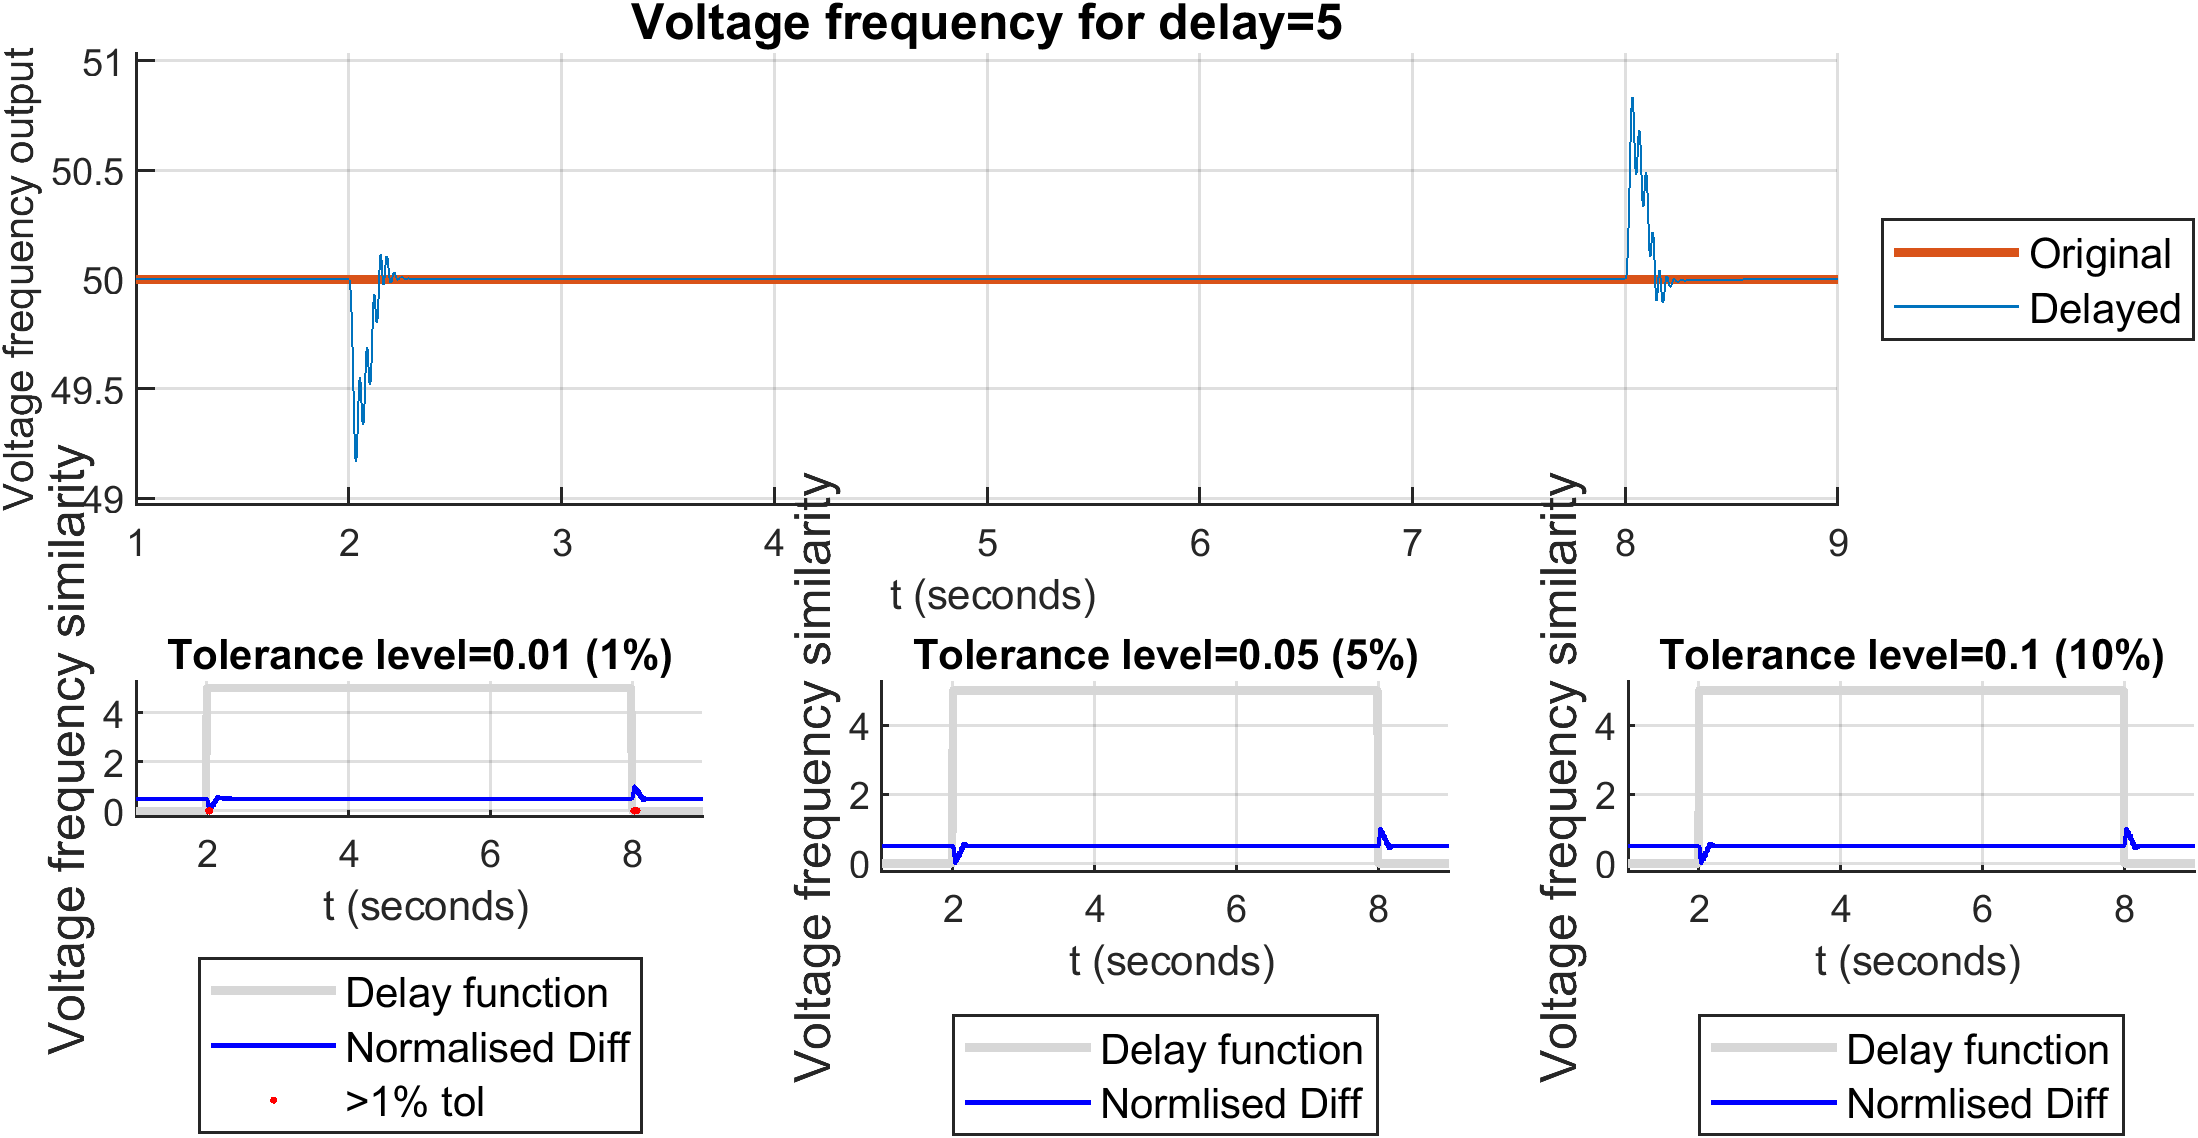 Voltage frequency for delay=5
Voltage frequency output
51
50.5
50
49.5
49
1 2 3 4 5 6 7 8 9
t (seconds)
Original
Delayed
Tolerance level=0.01 (1%)
Voltage frequency similarity
4
2
0
2 4 6 8
t (seconds)
Delay function
Normalised Diff
>1% tol
Tolerance level=0.05 (5%)
Voltage frequency similarity
4
2
0
2 4 6 8
t (seconds)
Delay function
Normlised Diff
Tolerance level=0.1 (10%)
Voltage frequency similarity
4
2
0
2 4 6 8
t (seconds)
Delay function
Normlised Diff